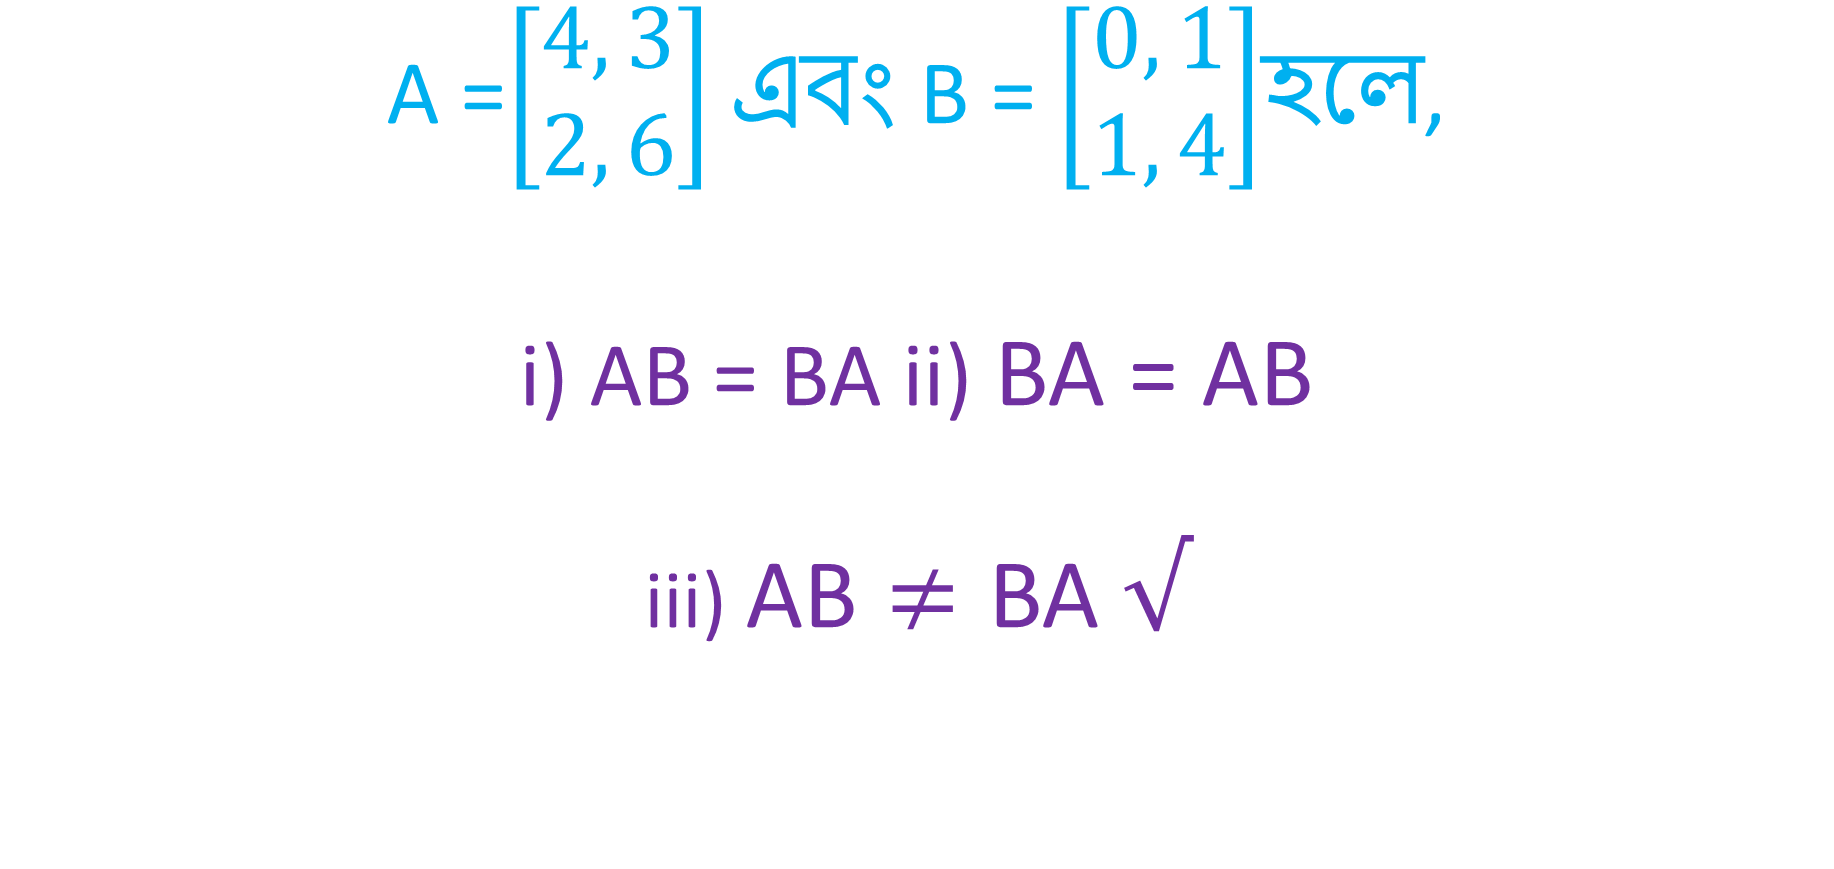 A = [4, 3 2, 6] এবং B = [0, 1 1, 4] হলে,
i) AB = BA ii) BA = AB
iii) AB ≠ BA √